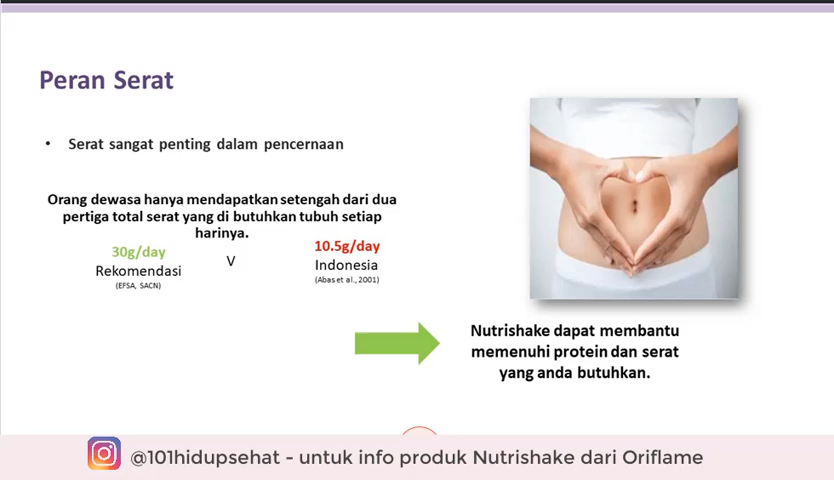 Peran Serat
• Serat sangat penting dalam pencernaan
Orang dewasa hanya mendapatkan setengah dari dua
pertiga total serat yang di butuhkan tubuh setiap
harinya.
30g/day
Rekomendasi
(EFSA, SACN)
V
10.5g/day
Indonesia
(Abas et al., 2001)
Nutrishake dapat membantu
memenuhi protein dan serat
yang anda butuhkan.
@101hidupsehat - untuk info produk Nutrishake dari Oriflame